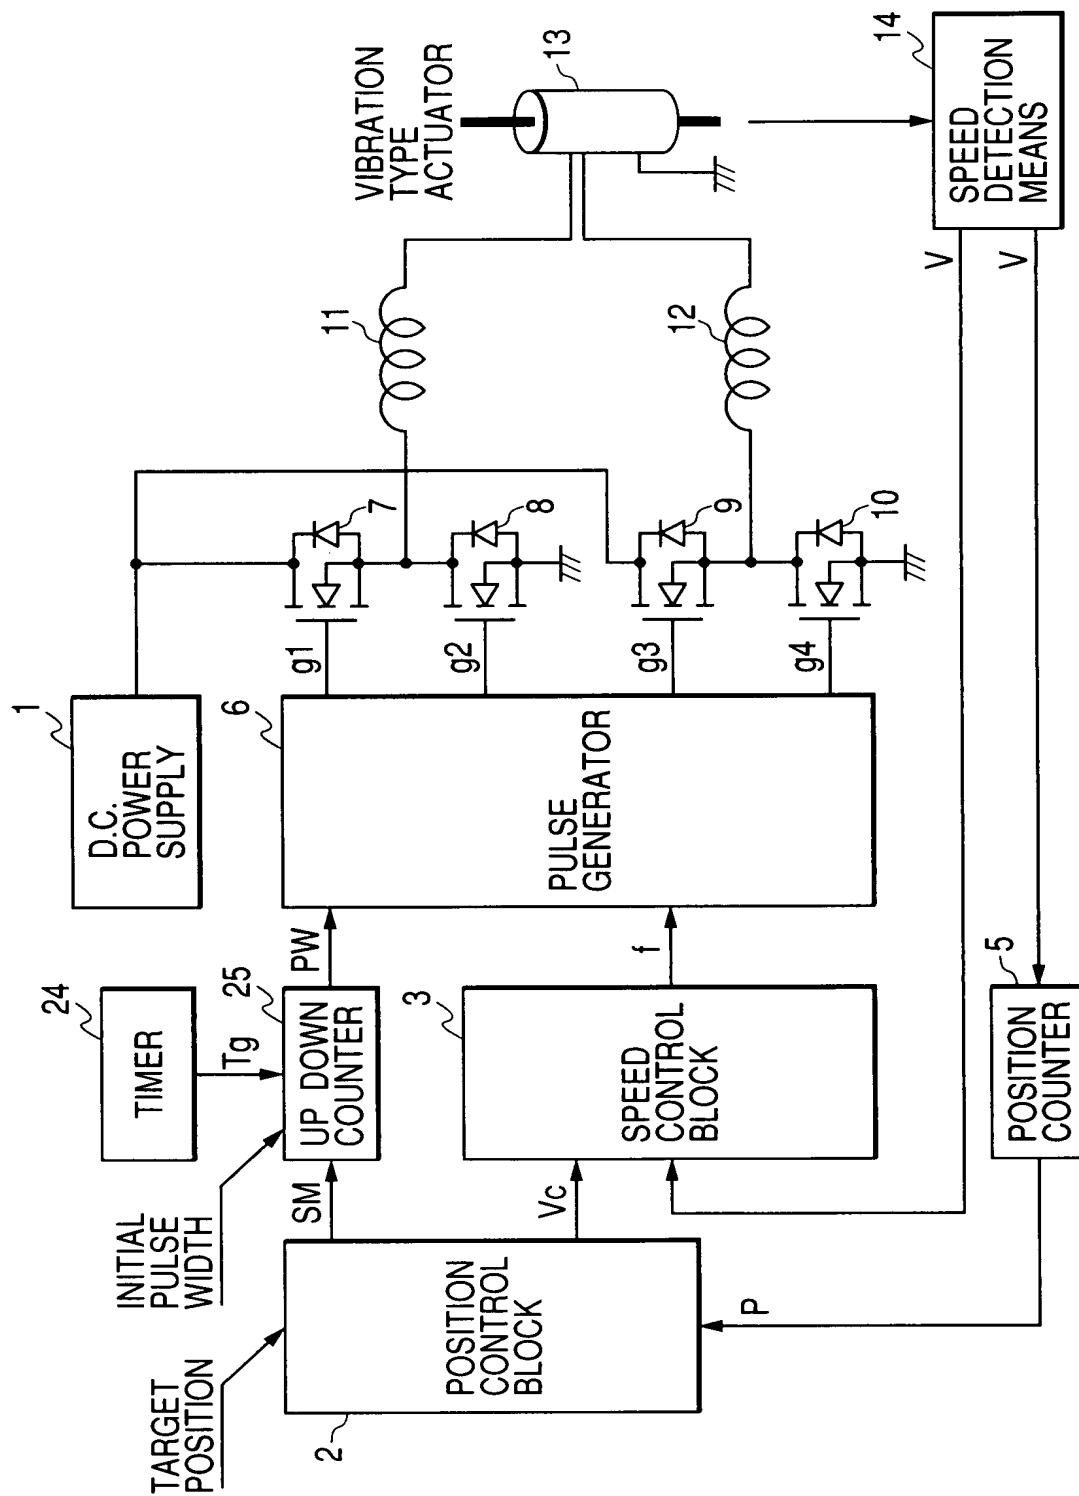 1
D.C.
POWER
SUPPLY
VIBRATION
TYPE
ACTUATOR
13
11
12
7
8
9
10
g1
g2
g3
g4
6
PULSE
GENERATOR
24
TIMER
Tg
25
UP DOWN
COUNTER
PW
INITIAL
PULSE
WIDTH
SM
TARGET
POSITION
2
POSITION
CONTROL
BLOCK
Vc
3
SPEED
CONTROL
BLOCK
f
14
SPEED
DETECTION
MEANS
V
V
5
POSITION
COUNTER
P